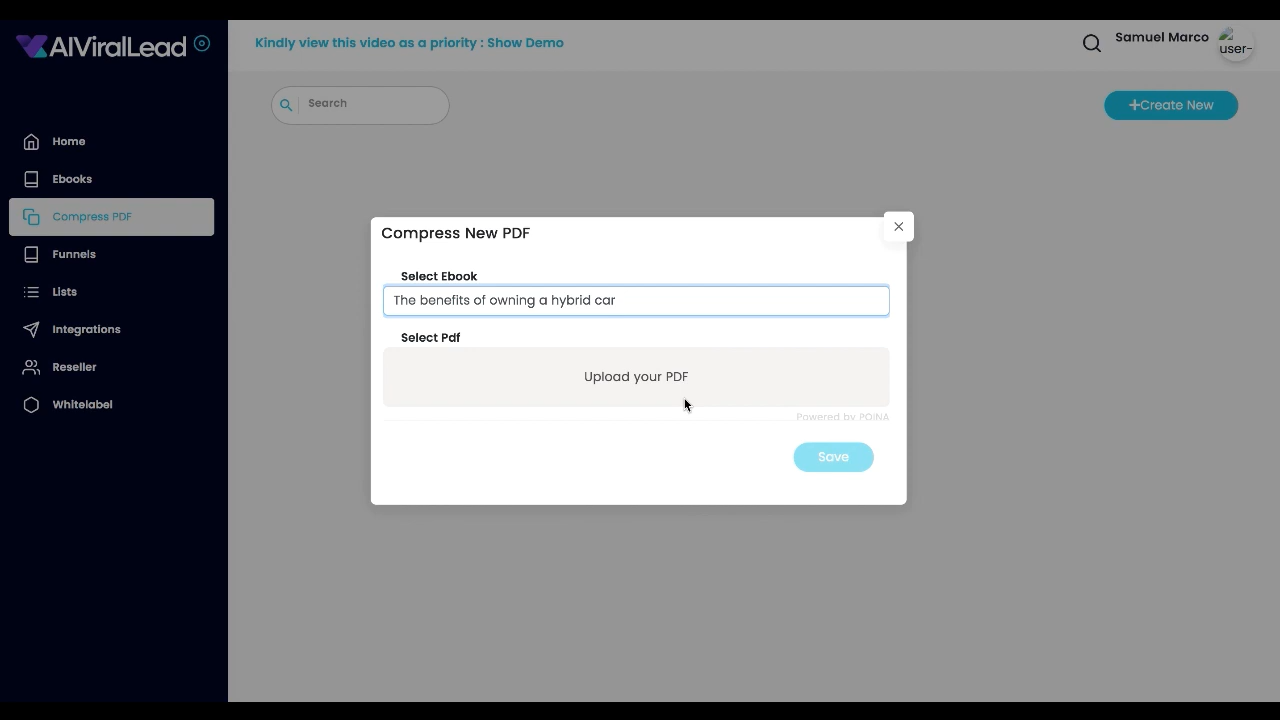 AIViralLead
Kindly view this video as a priority : Show Demo
Samuel Marco
user-
Search
+Create New
Home
Ebooks
Compress PDF
Funnels
Lists
Integrations
Reseller
Whitelabel
Compress New PDF
Select Ebook
The benefits of owning a hybrid car
Select Pdf
Upload your PDF
Powered by PQINA
Save